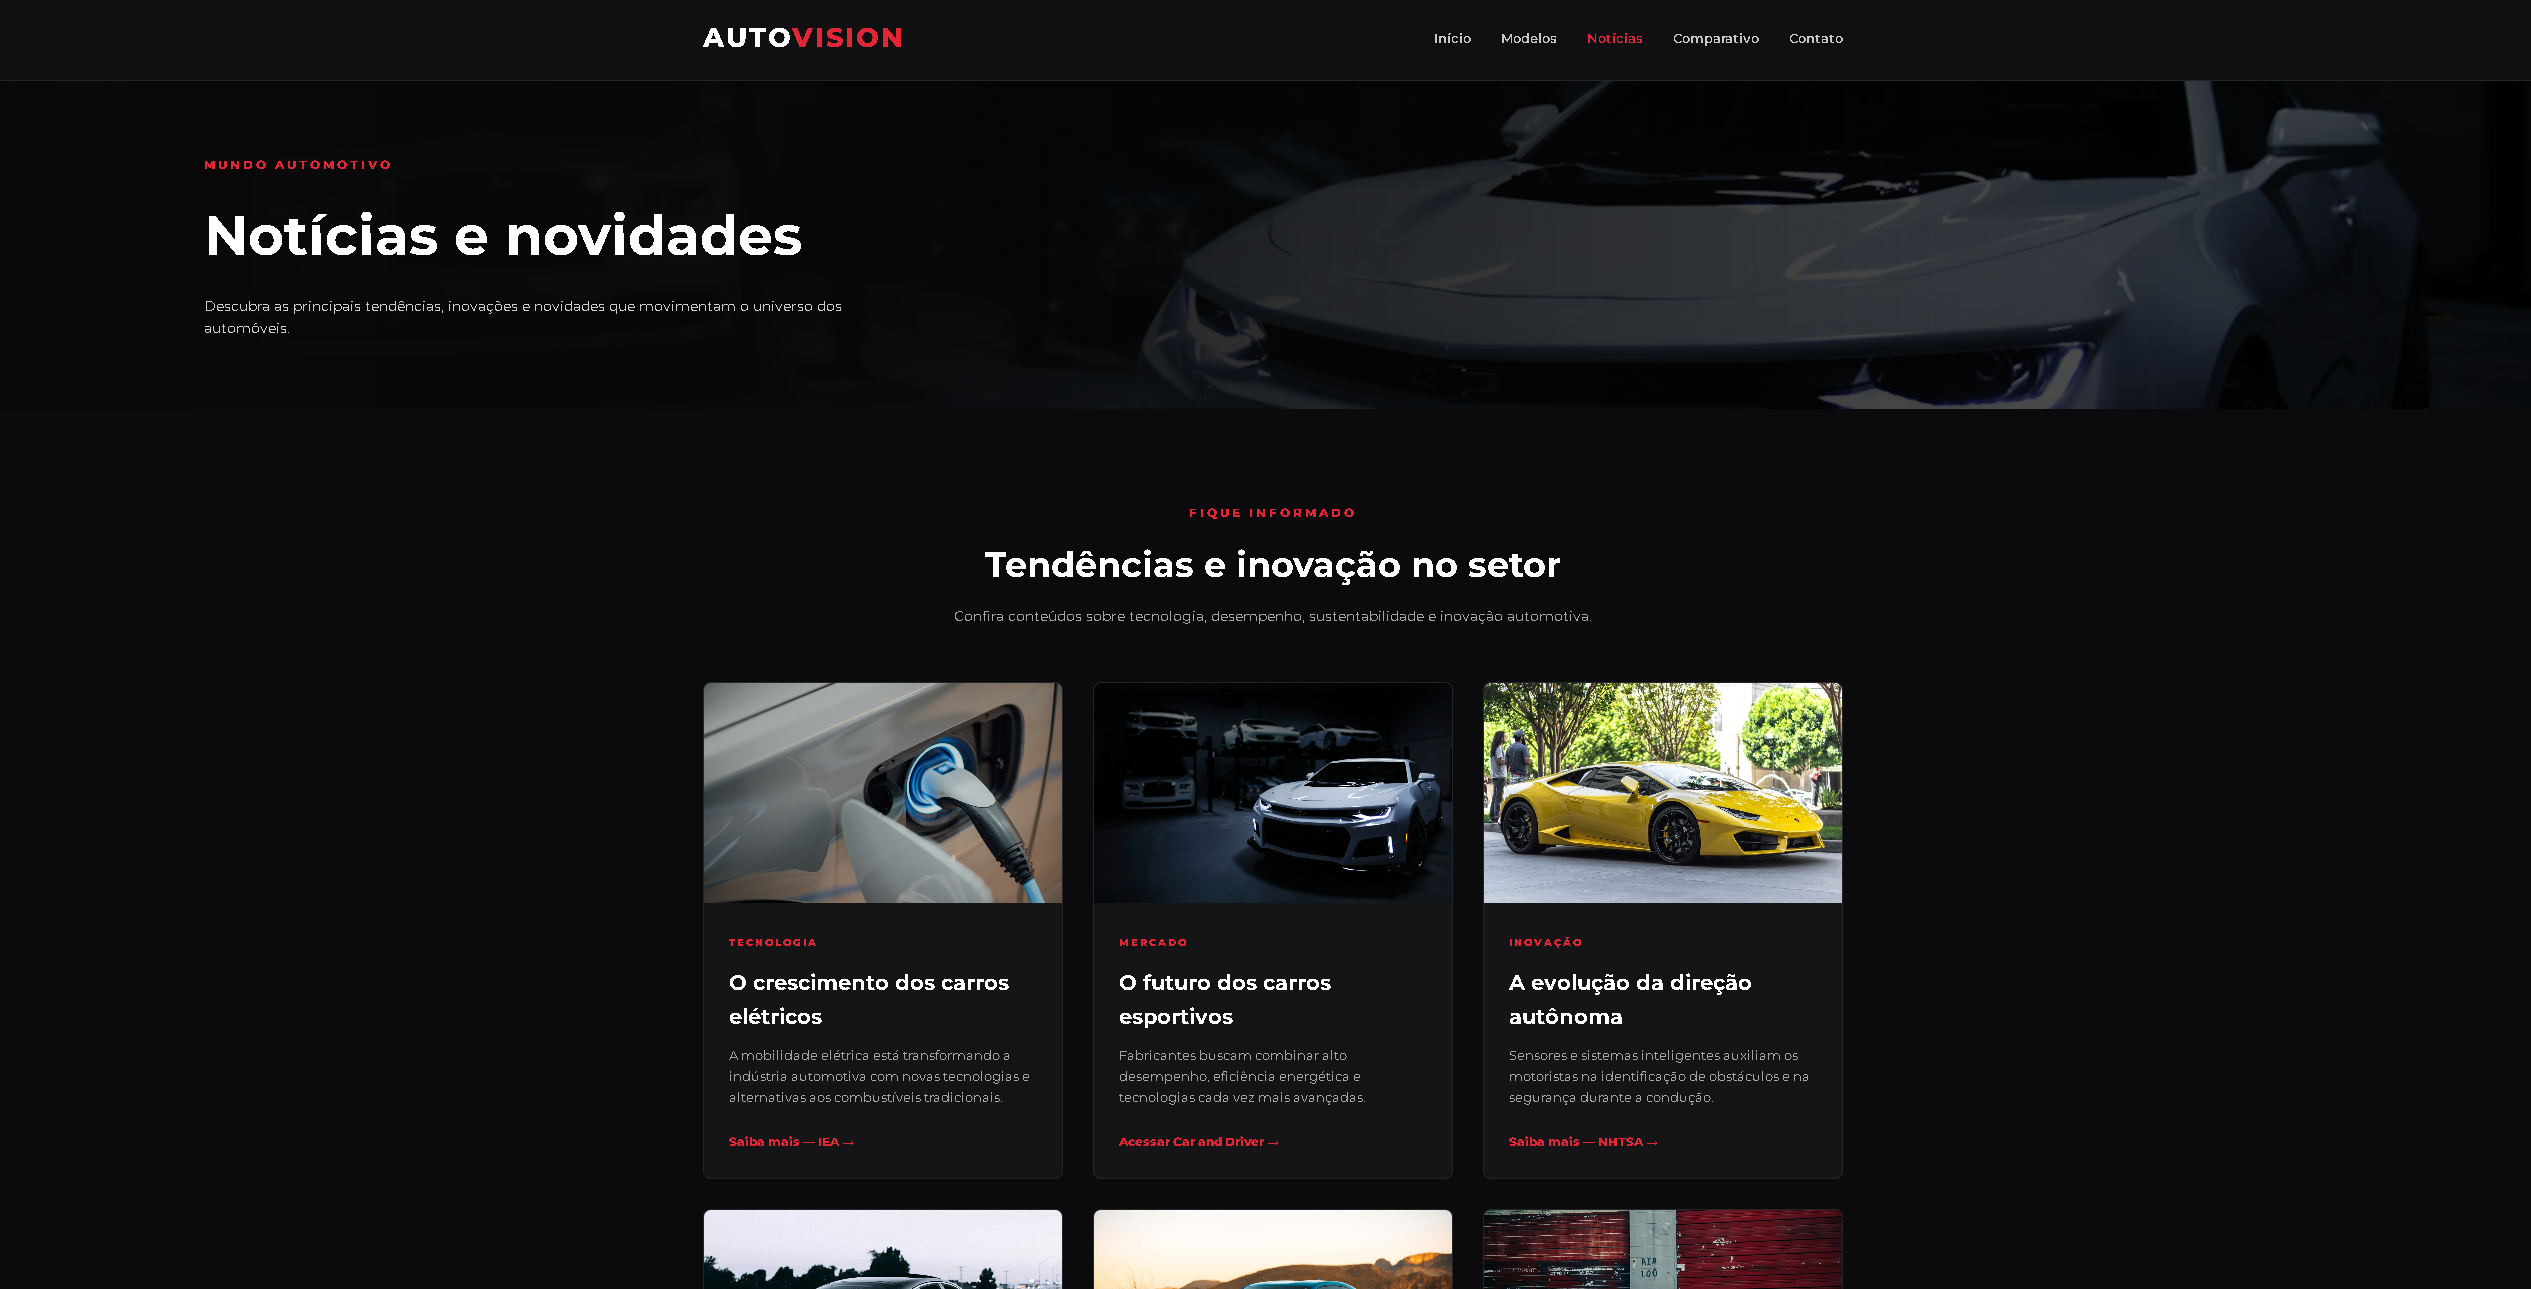 AUTOVISION
Início Modelos Notícias Comparativo Contato
MUNDO AUTOMOTIVO
Notícias e novidades
Descubra as principais tendências, inovações e novidades que movimentam o universo dos
automóveis.
FIQUE INFORMADO
Tendências e inovação no setor
Confira conteúdos sobre tecnologia, desempenho, sustentabilidade e inovação automotiva.
TECNOLOGIA
O crescimento dos carros
elétricos
A mobilidade elétrica está transformando a
indústria automotiva com novas tecnologias e
alternativas aos combustíveis tradicionais.
Saiba mais — IEA →
MERCADO
O futuro dos carros
esportivos
Fabricantes buscam combinar alto
desempenho, eficiência energética e
tecnologias cada vez mais avançadas.
Acessar Car and Driver →
INOVAÇÃO
A evolução da direção
autônoma
Sensores e sistemas inteligentes auxiliam os
motoristas na identificação de obstáculos e na
segurança durante a condução.
Saiba mais — NHTSA →